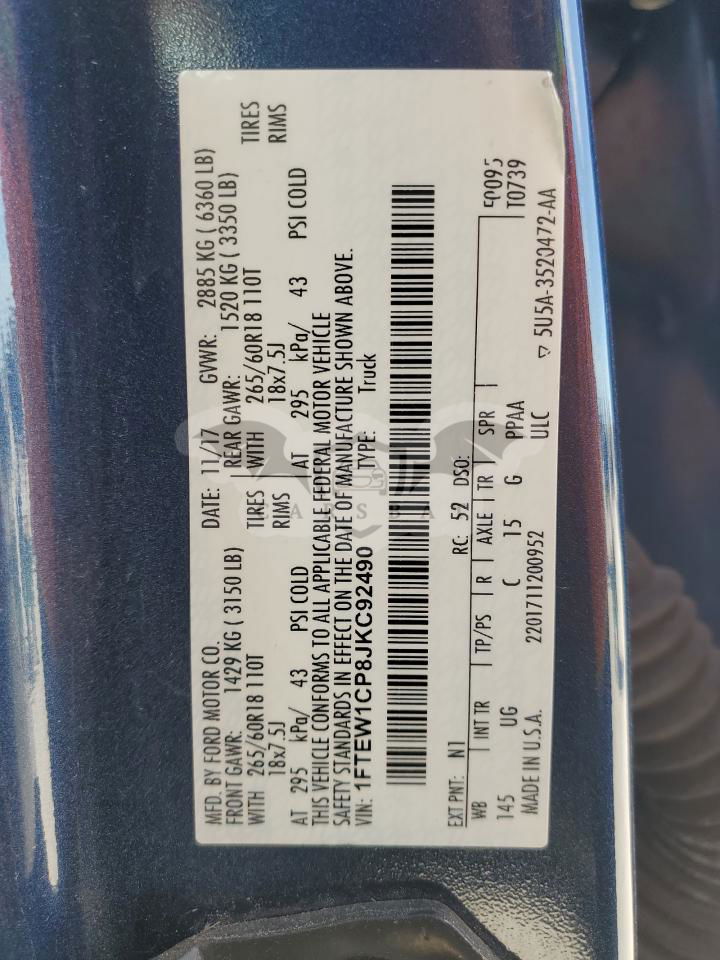 MFD. BY FORD MOTOR CO. DATE: 11/17 GVWR: 2885 KG ( 6360 LB)
FRONT GAWR: 1429 KG ( 3150 LB) REAR GAWR: 1520 KG ( 3350 LB)
WITH 265/60R18 110T TIRES WITH 265/60R18 110T TIRES
18x7.5J RIMS 18x7.5J RIMS
AT 295 kPa/ 43 PSI COLD AT 295 kPa/ 43 PSI COLD
THIS VEHICLE CONFORMS TO ALL APPLICABLE FEDERAL MOTOR VEHICLE
SAFETY STANDARDS IN EFFECT ON THE DATE OF MANUFACTURE SHOWN ABOVE.
VIN: 1FTEW1CP8JKC92490 TYPE: Truck
EXT PNT: N1 RC: 52 DSO:
WB INT TR TP/PS R AXLE TR SPR
145 UG C 15 G PPAA
MADE IN U.S.A. 2201711200952 ULC
T0739
▽ 5U5A-3520472-AA